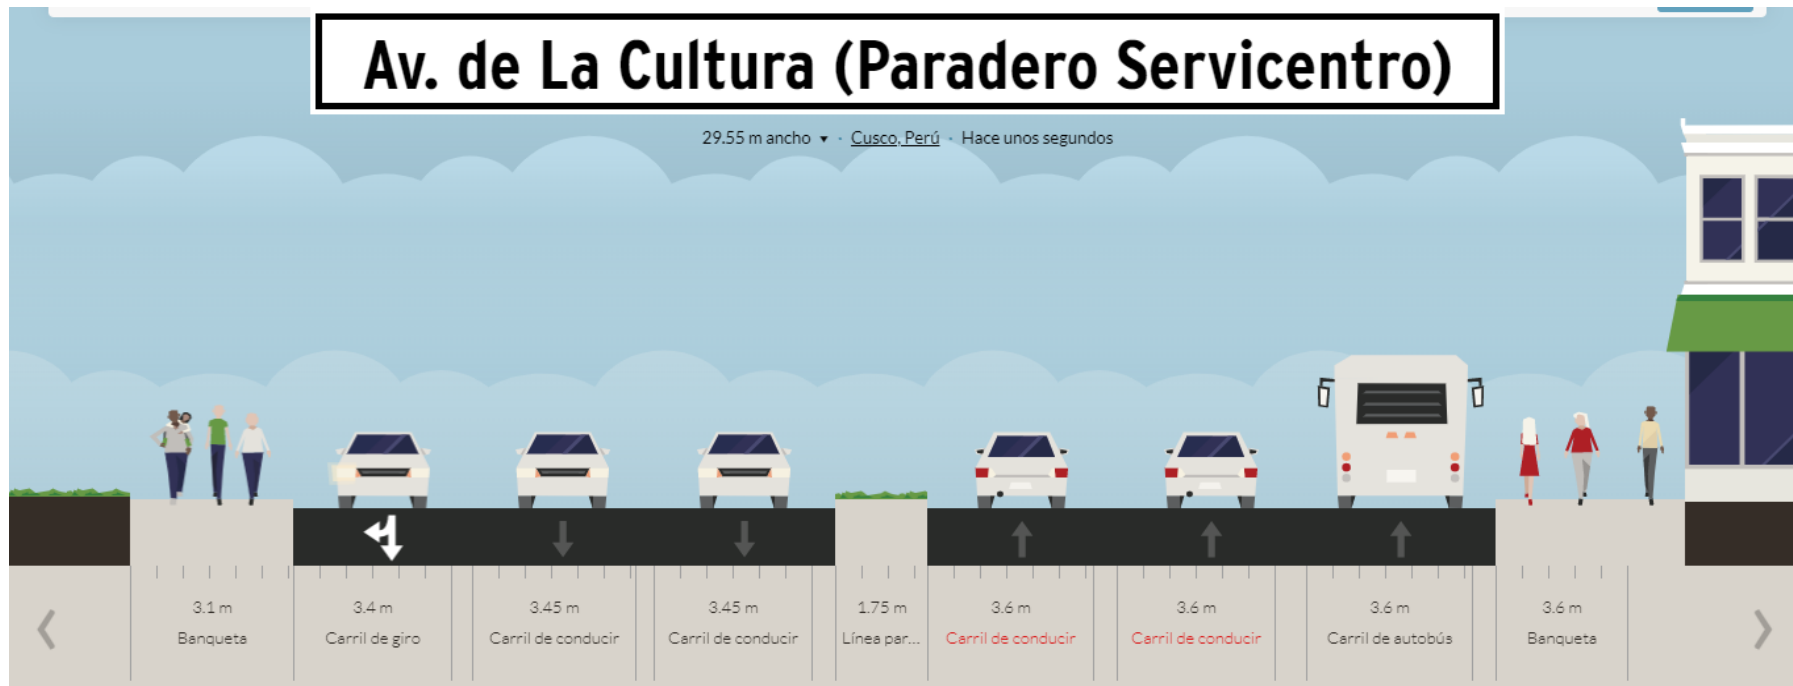 Av. de La Cultura (Paradero Servicentro)
29.55 m ancho ▾ · Cusco, Perú · Hace unos segundos
3.1 m
Banqueta
3.4 m
Carril de giro
3.45 m
Carril de conducir
3.45 m
Carril de conducir
1.75 m
Línea par...
3.6 m
Carril de conducir
3.6 m
Carril de conducir
3.6 m
Carril de autobús
3.6 m
Banqueta